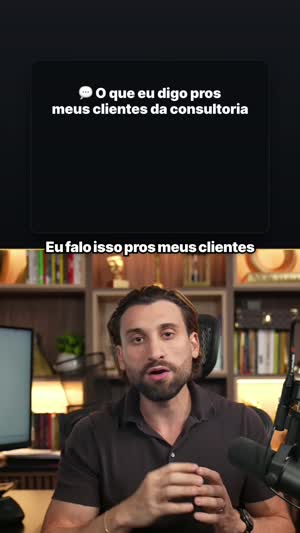 💬 O que eu digo pros
meus clientes da consultoria
Eu falo isso pros meus clientes